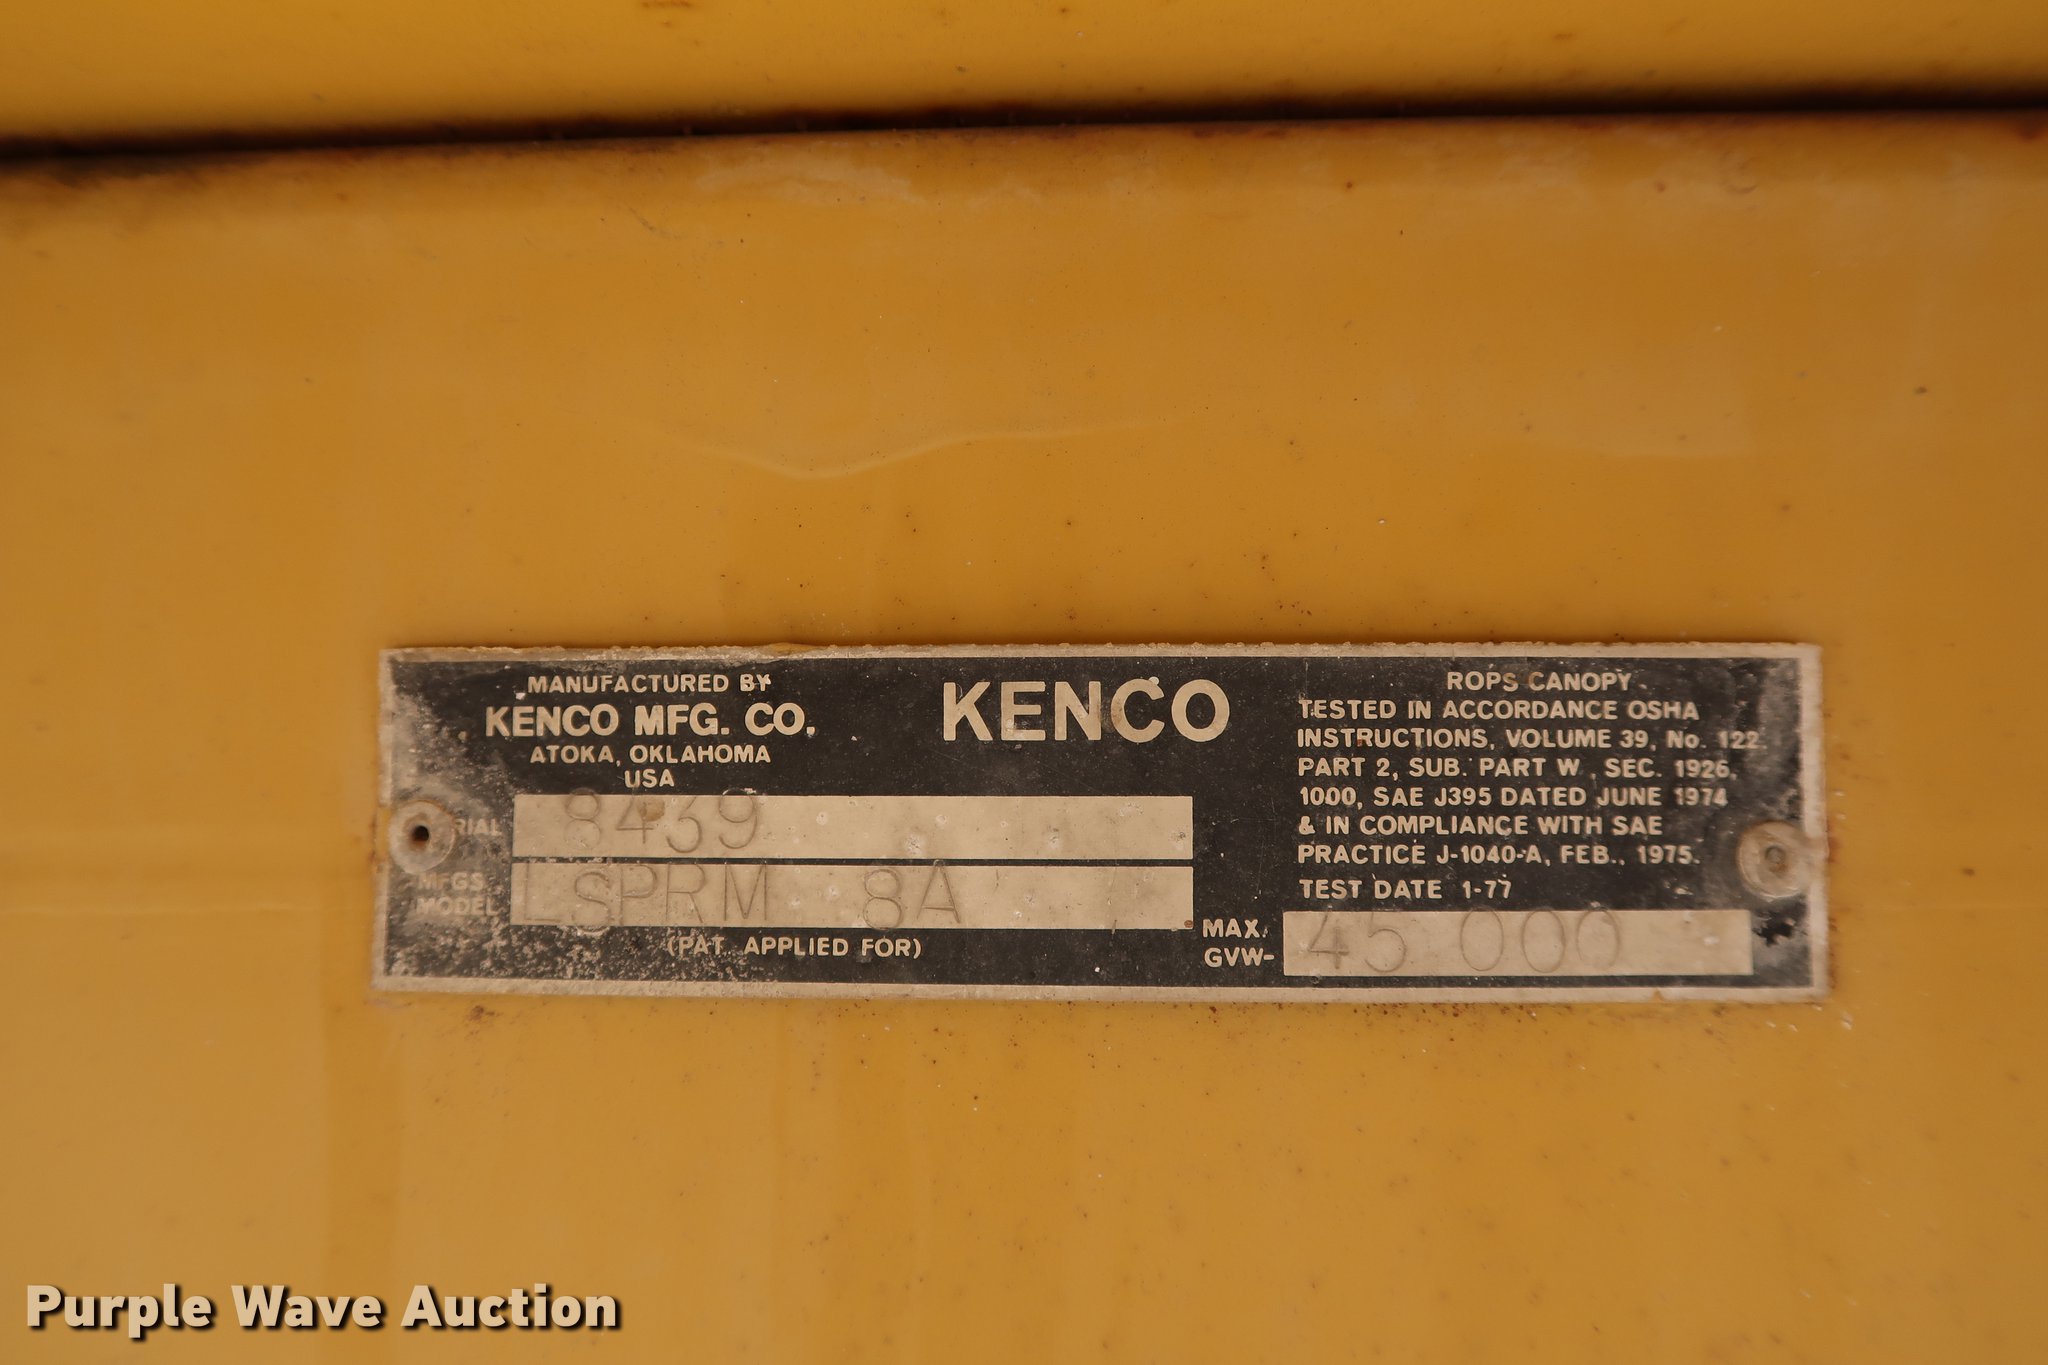 MANUFACTURED BY
KENCO MFG. CO.
ATOKA, OKLAHOMA
USA
KENCO
SERIAL 8439
MFGS
MODEL LSPRM 8A
(PAT. APPLIED FOR)
ROPS CANOPY
TESTED IN ACCORDANCE OSHA
INSTRUCTIONS, VOLUME 39, No. 122
PART 2, SUB. PART W, SEC. 1926,
1000, SAE J395 DATED JUNE 1974
& IN COMPLIANCE WITH SAE
PRACTICE J-1040-A, FEB., 1975.
TEST DATE 1-77
MAX.
GVW- 45 000
Purple Wave Auction